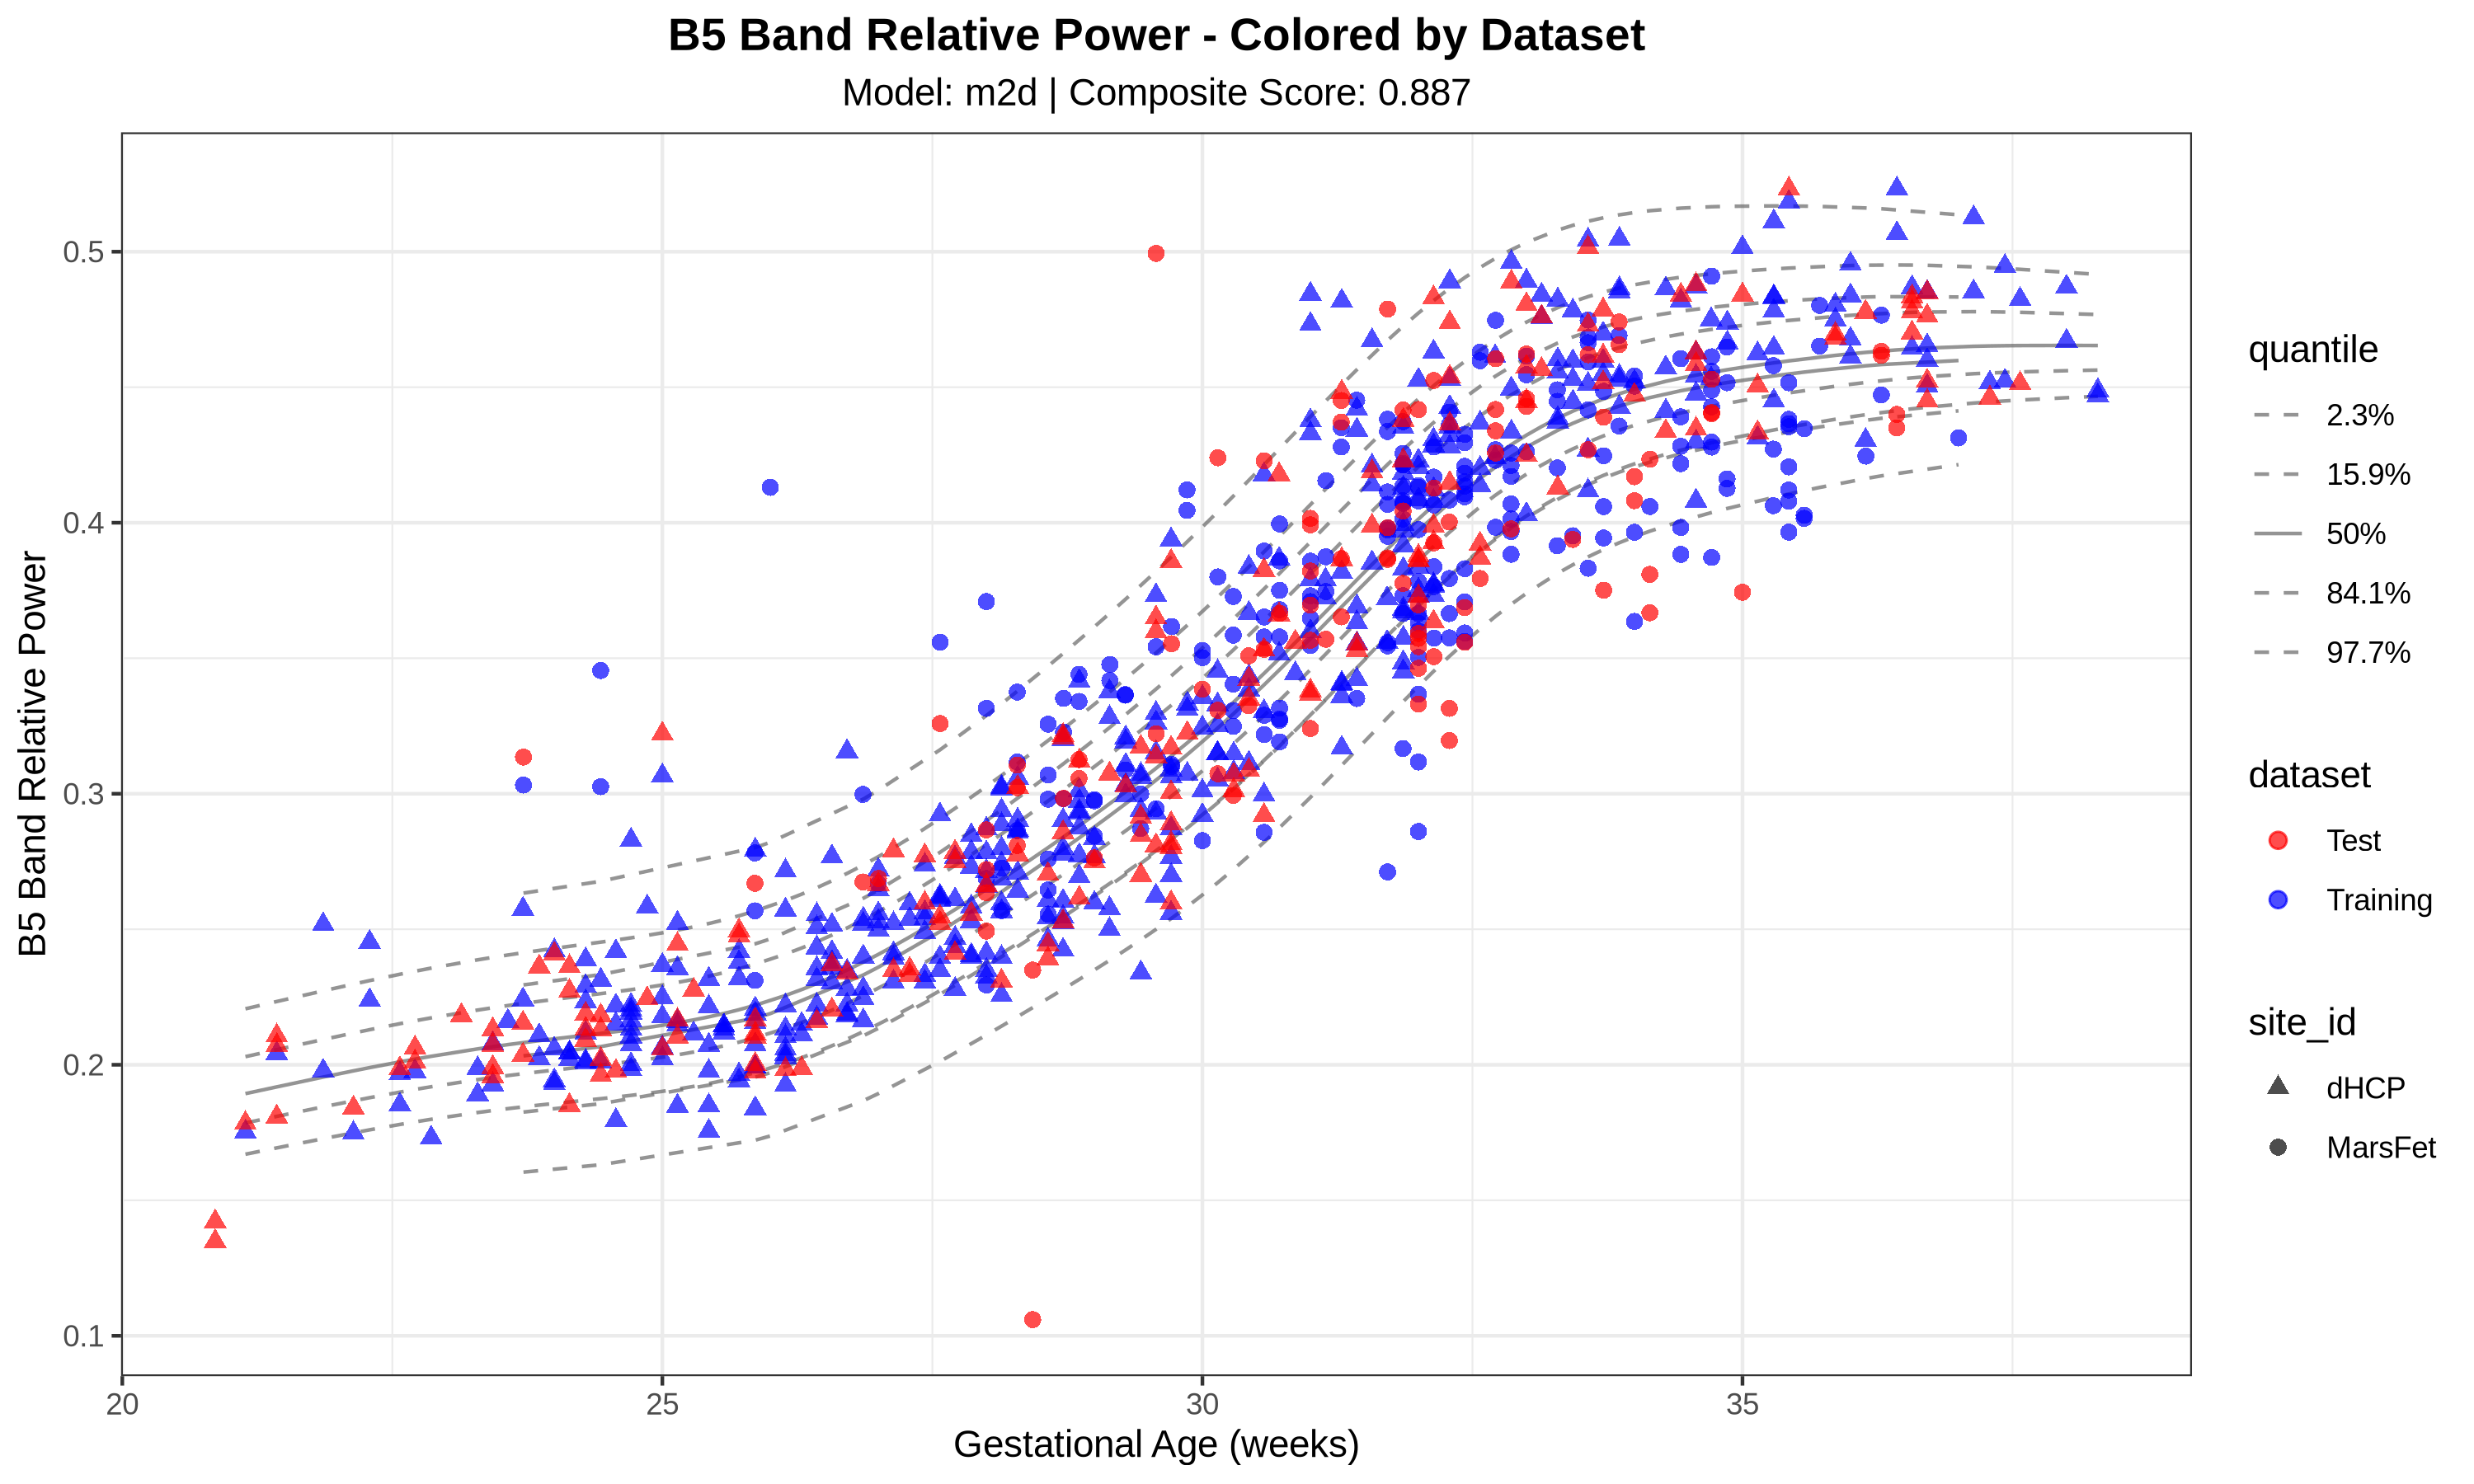 B5 Band Relative Power - Colored by Dataset
Model: m2d | Composite Score: 0.887
B5 Band Relative Power
0.5
0.4
0.3
0.2
0.1
20
25
30
35
Gestational Age (weeks)
quantile
2.3%
15.9%
50%
84.1%
97.7%
dataset
Test
Training
site_id
dHCP
MarsFet